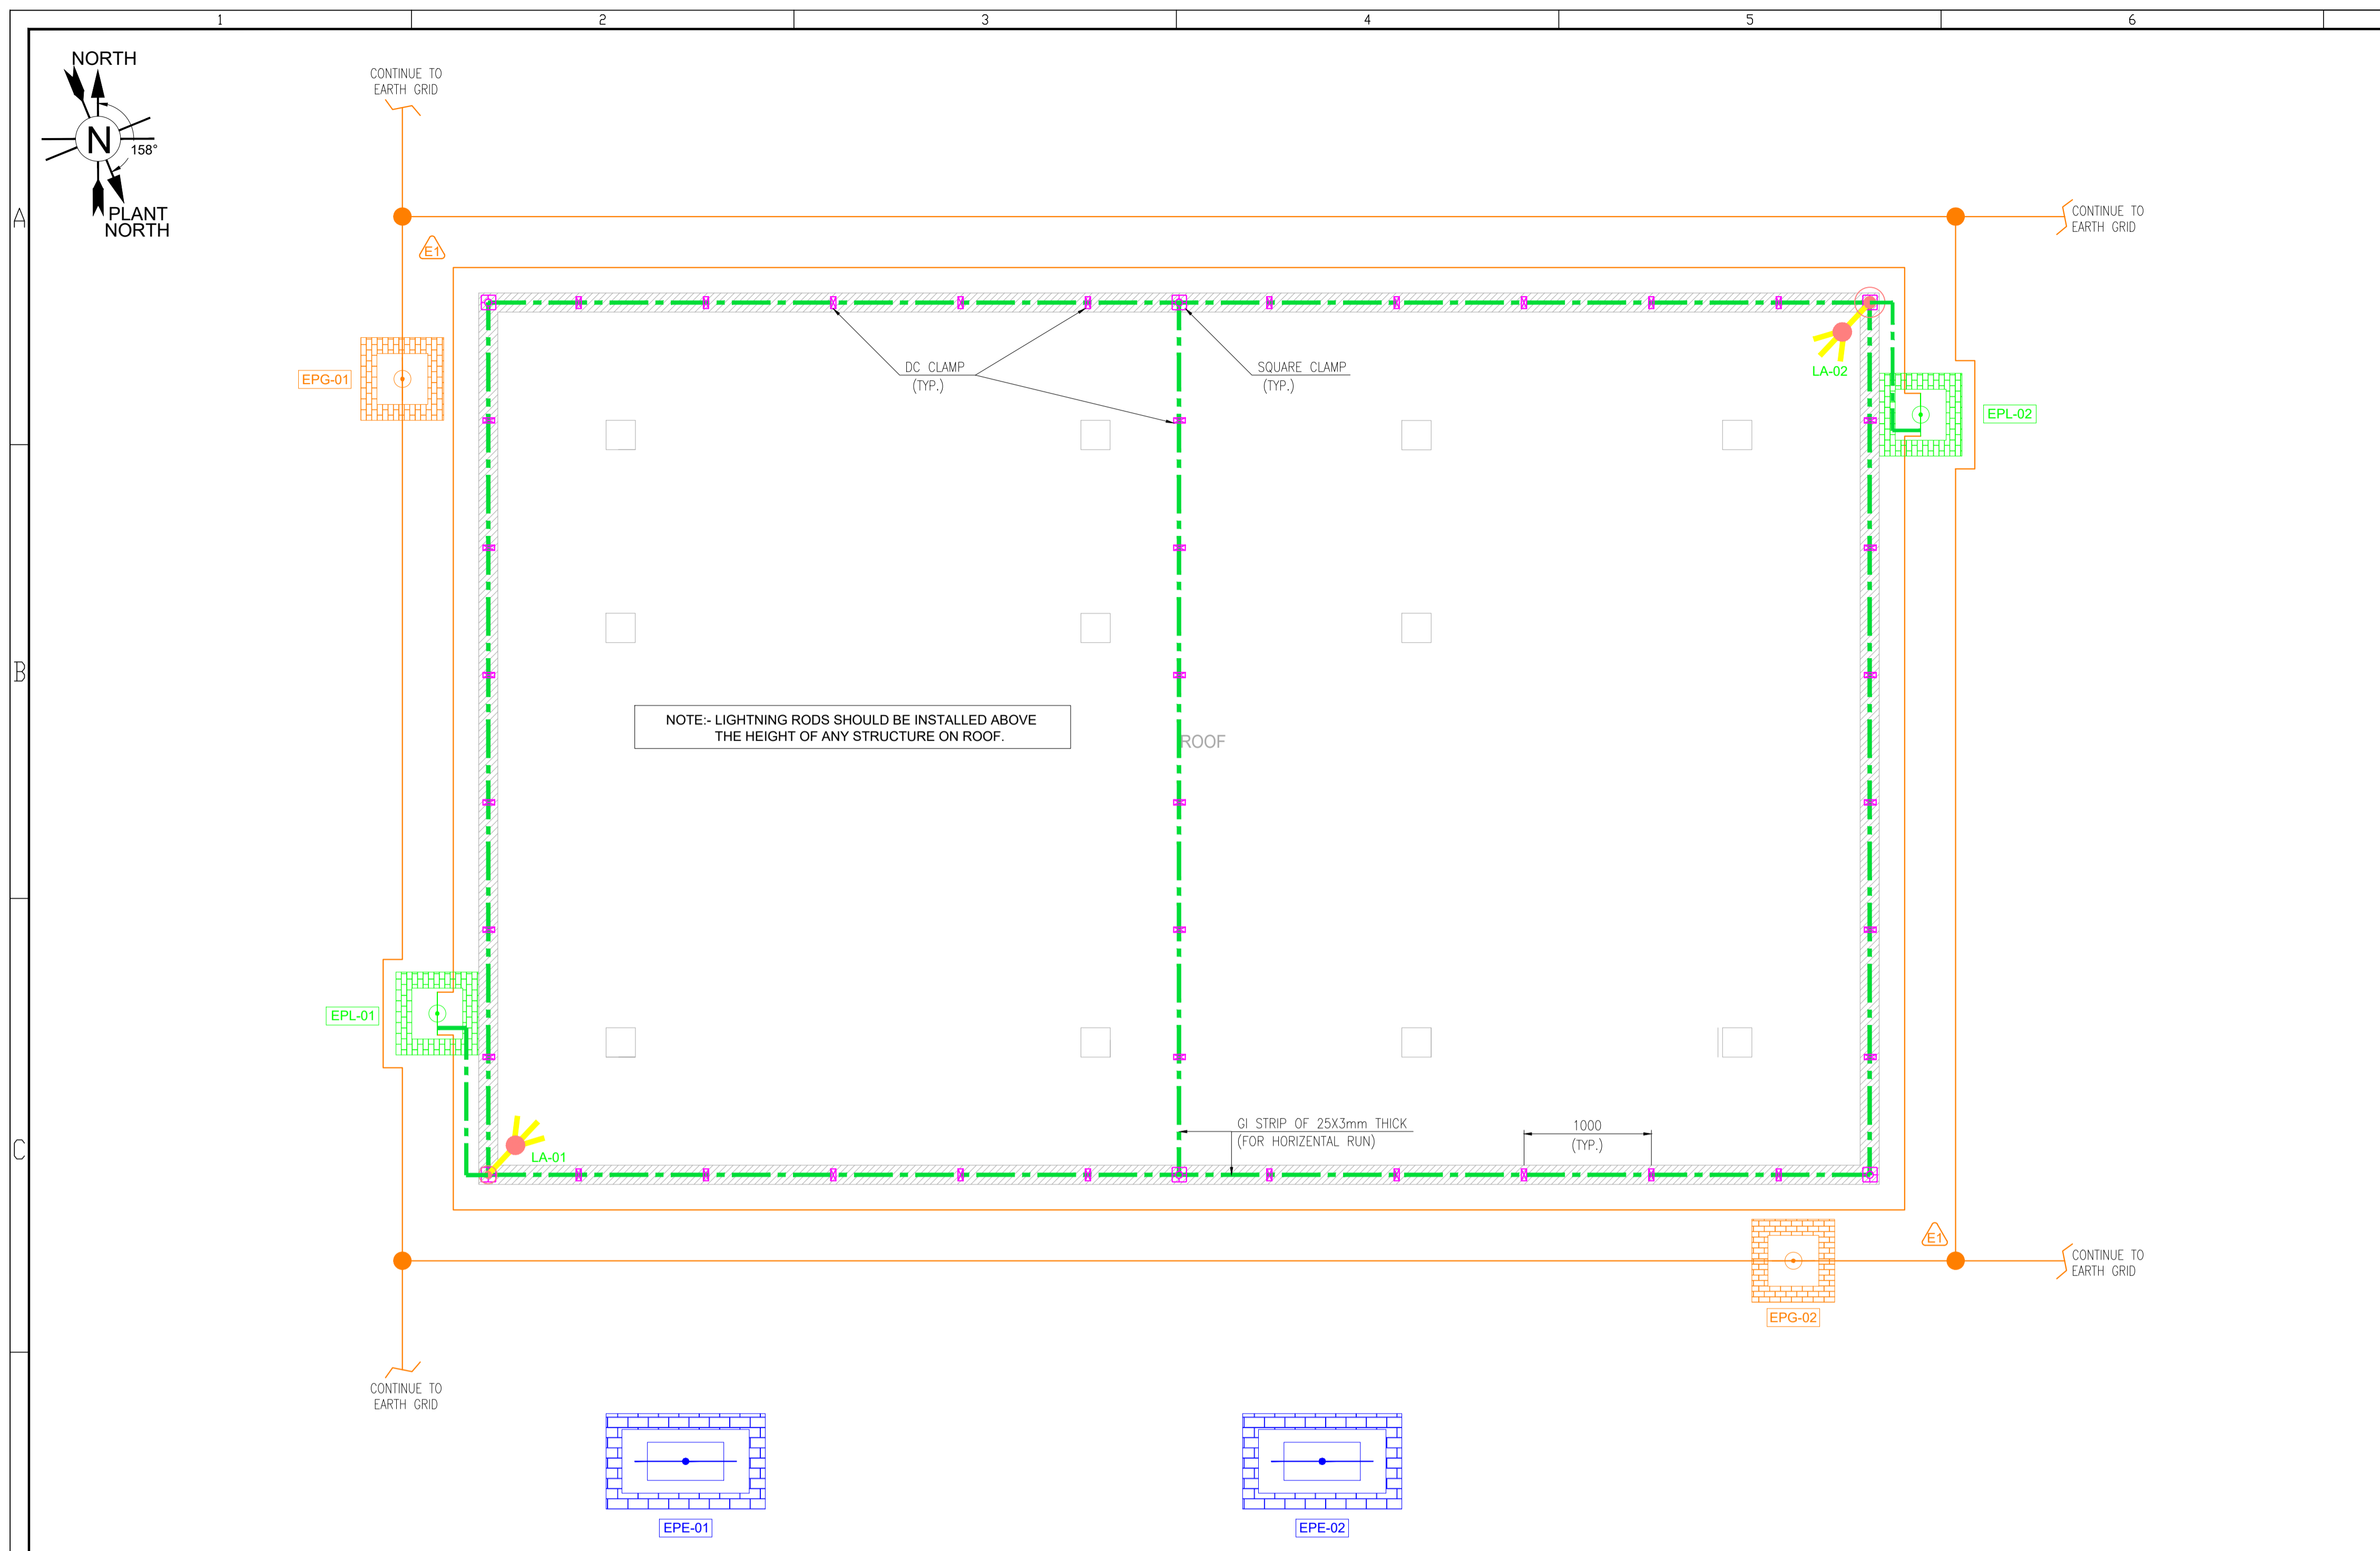 1
2
3
4
5
6
NORTH
N
158°
PLANT
NORTH
CONTINUE TO
EARTH GRID
A
CONTINUE TO
EARTH GRID
E1
DC CLAMP
(TYP.)
SQUARE CLAMP
(TYP.)
LA-02
EPG-01
EPL-02
B
NOTE:- LIGHTNING RODS SHOULD BE INSTALLED ABOVE
THE HEIGHT OF ANY STRUCTURE ON ROOF.
ROOF
EPL-01
C
LA-01
GI STRIP OF 25X3mm THICK
(FOR HORIZENTAL RUN)
1000
(TYP.)
E1
CONTINUE TO
EARTH GRID
EPG-02
CONTINUE TO
EARTH GRID
EPE-01
EPE-02